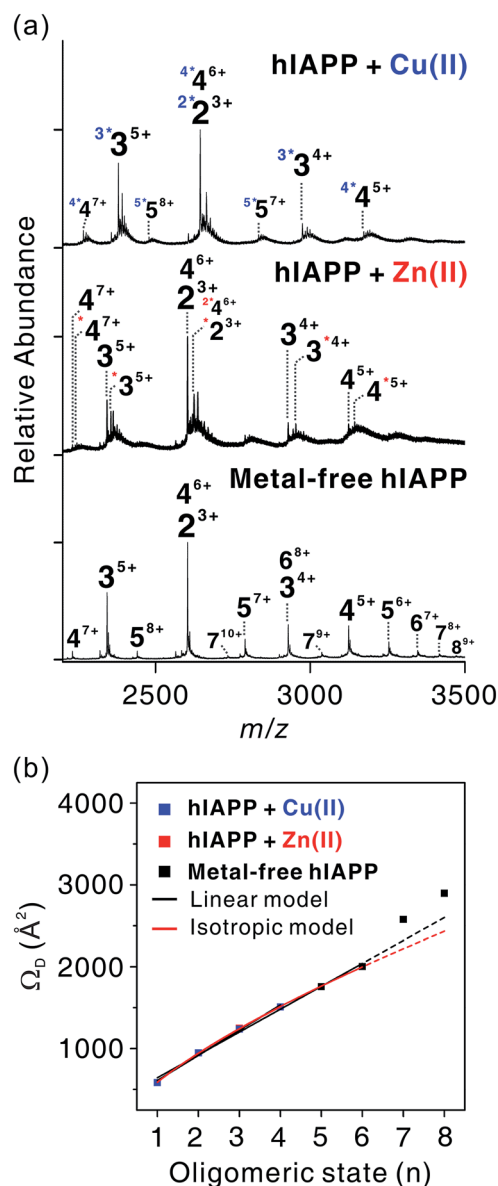 (a)
hIAPP + Cu(II)
4*4⁶⁺
2*2³⁺
3*3⁵⁺
3*3⁴⁺
4*4⁵⁺
4*4⁷⁺
5*5⁸⁺
5*5⁷⁺
hIAPP + Zn(II)
4⁶⁺
2³⁺
2*4⁶⁺
*2³⁺
4⁷⁺
*4⁷⁺
3⁵⁺
*3⁵⁺
3⁴⁺
3*⁴⁺
4⁵⁺
4*⁵⁺
Metal-free hIAPP
4⁶⁺
2³⁺
6⁸⁺
3⁵⁺
5⁷⁺
3⁴⁺
4⁵⁺
5⁶⁺
6⁷⁺
7⁸⁺
4⁷⁺
5⁸⁺
7¹⁰⁺
7⁹⁺
8⁹⁺
Relative Abundance
2500 3000 3500
m/z
(b)
4000
3000
2000
1000
Ω_D (Å²)
hIAPP + Cu(II)
hIAPP + Zn(II)
Metal-free hIAPP
Linear model
Isotropic model
1 2 3 4 5 6 7 8
Oligomeric state (n)